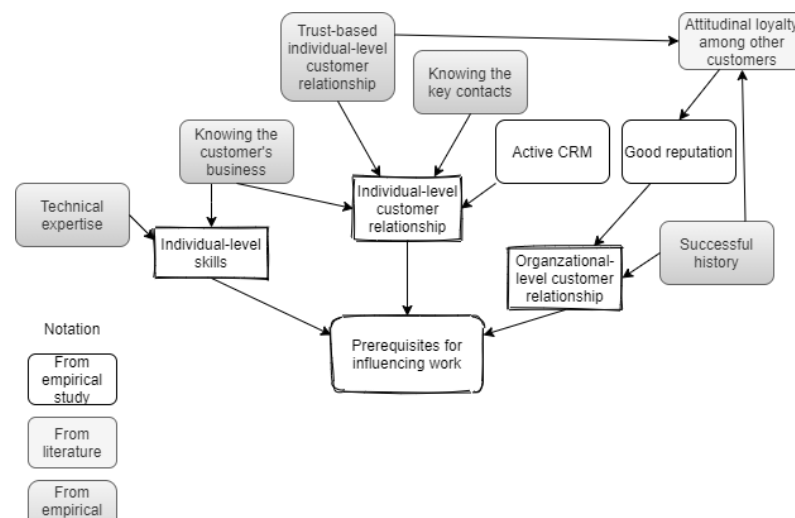 Trust-based
individual-level
customer
relationship
Attitudinal loyalty
among other
customers
Knowing the
key contacts
Knowing the
customer's
business
Active CRM
Good reputation
Technical
expertise
Individual-level
customer
relationship
Individual-level
skills
Organzational-
level customer
relationship
Successful
history
Prerequisites for
influencing work
Notation
From
empirical
study
From
literature
From
empirical